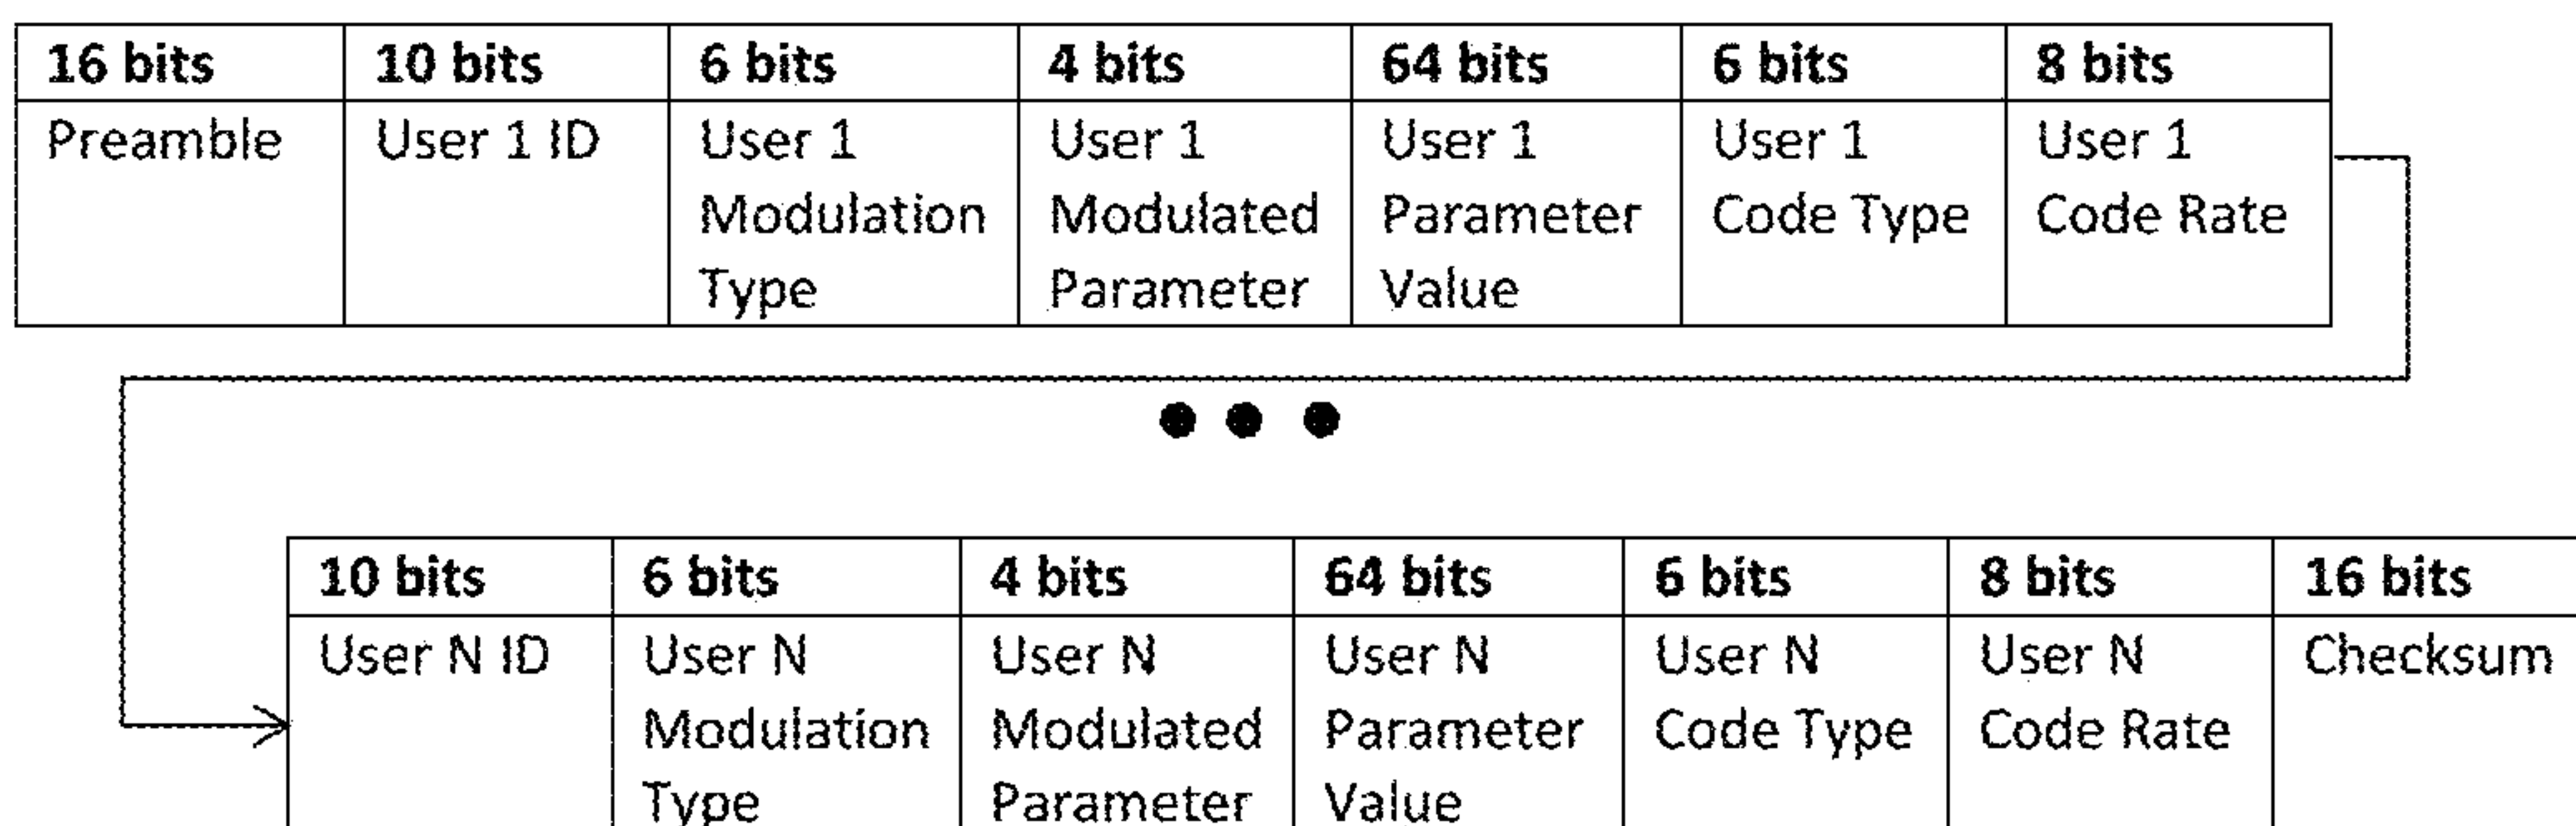 16 bits 10 bits 6 bits 4 bits 64 bits 6 bits 8 bits
Preamble User 1 ID User 1 User 1 User 1 User 1 User 1
Modulation Modulated Parameter Code Type Code Rate
Type Parameter Value
10 bits 6 bits 4 bits 64 bits 6 bits 8 bits 16 bits
User N ID User N User N User N User N User N Checksum
Modulation Modulated Parameter Code Type Code Rate
Type Parameter Value